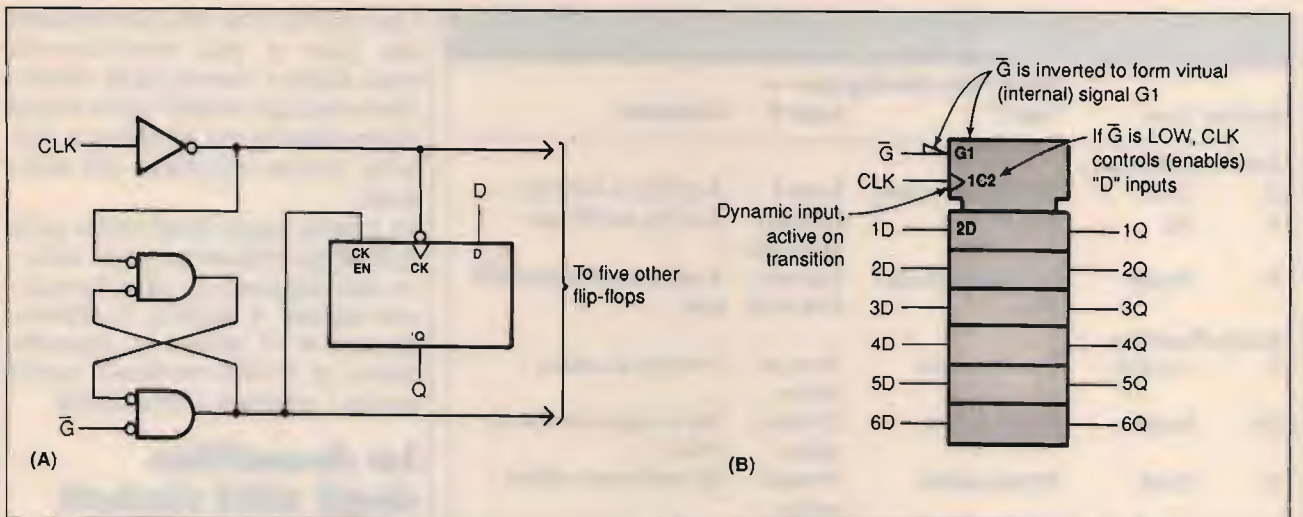 CLK
G̅
D
CK
EN
CK
D
'Q
Q
To five other
flip-flops
(A)
G̅ is inverted to form virtual
(internal) signal G1
If G̅ is LOW, CLK
controls (enables)
"D" inputs
Dynamic input,
active on
transition
G̅
CLK
G1
1C2
1D 2D 1Q
2D 2Q
3D 3Q
4D 4Q
5D 5Q
6D 6Q
(B)